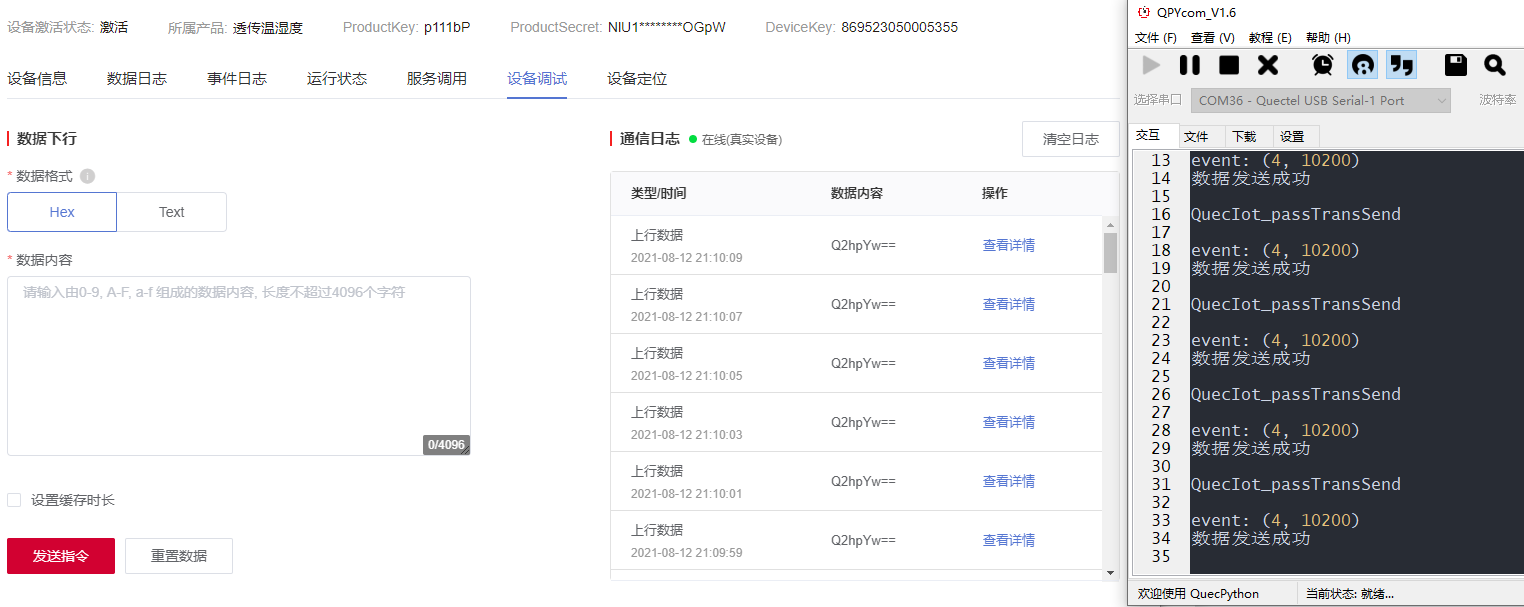 设备激活状态: 激活 所属产品: 透传温湿度 ProductKey: p111bP ProductSecret: NIU1********OGpW DeviceKey: 869523050005355
设备信息 数据日志 事件日志 运行状态 服务调用 设备调试 设备定位
数据下行
* 数据格式
Hex Text
* 数据内容
请输入由0-9, A-F, a-f 组成的数据内容, 长度不超过4096个字符
0/4096
设置缓存时长
发送指令 重置数据
通信日志 在线(真实设备) 清空日志
类型/时间 数据内容 操作
上行数据
2021-08-12 21:10:09 Q2hpYw== 查看详情
上行数据
2021-08-12 21:10:07 Q2hpYw== 查看详情
上行数据
2021-08-12 21:10:05 Q2hpYw== 查看详情
上行数据
2021-08-12 21:10:03 Q2hpYw== 查看详情
上行数据
2021-08-12 21:10:01 Q2hpYw== 查看详情
上行数据
2021-08-12 21:09:59 Q2hpYw== 查看详情
QPYcom_V1.6
文件 (F) 查看 (V) 教程 (E) 帮助 (H)
选择串口 COM36 - Quectel USB Serial-1 Port 波特率
交互 文件 下载 设置
13 event: (4, 10200)
14 数据发送成功
15
16 QuecIot_passTransSend
17
18 event: (4, 10200)
19 数据发送成功
20
21 QuecIot_passTransSend
22
23 event: (4, 10200)
24 数据发送成功
25
26 QuecIot_passTransSend
27
28 event: (4, 10200)
29 数据发送成功
30
31 QuecIot_passTransSend
32
33 event: (4, 10200)
34 数据发送成功
35
欢迎使用 QuecPython 当前状态: 就绪...